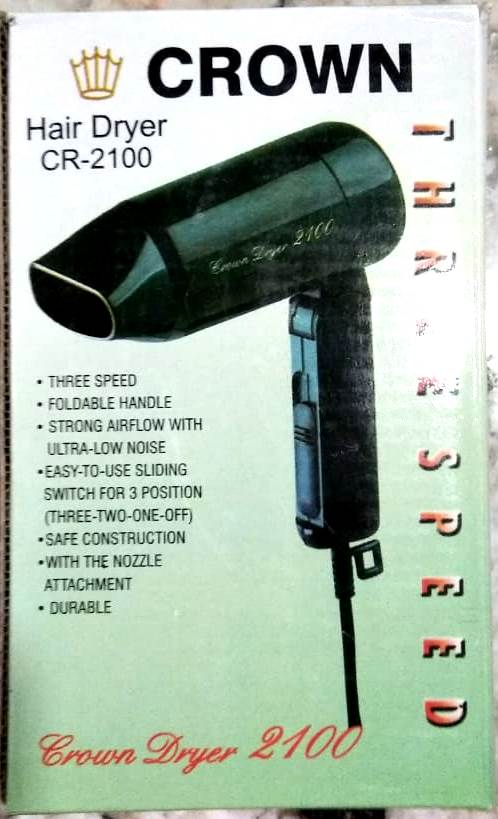 CROWN
Hair Dryer
CR-2100
THREE SPEED
Crown Dryer 2100
• THREE SPEED
• FOLDABLE HANDLE
• STRONG AIRFLOW WITH
ULTRA-LOW NOISE
• EASY-TO-USE SLIDING
SWITCH FOR 3 POSITION
(THREE-TWO-ONE-OFF)
• SAFE CONSTRUCTION
• WITH THE NOZZLE
ATTACHMENT
• DURABLE
Crown Dryer 2100